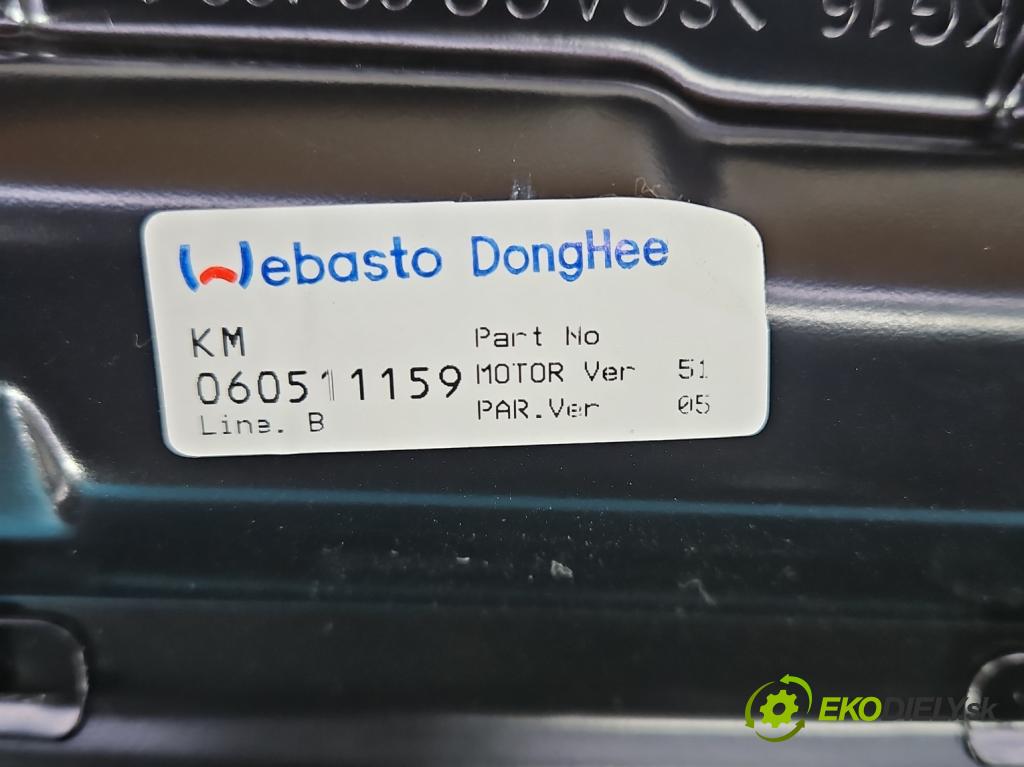 Webasto DongHee
KM
060511159
Line. B
Part No
MOTOR Ver 51
PAR.Ver 05
EKODIELY.sk